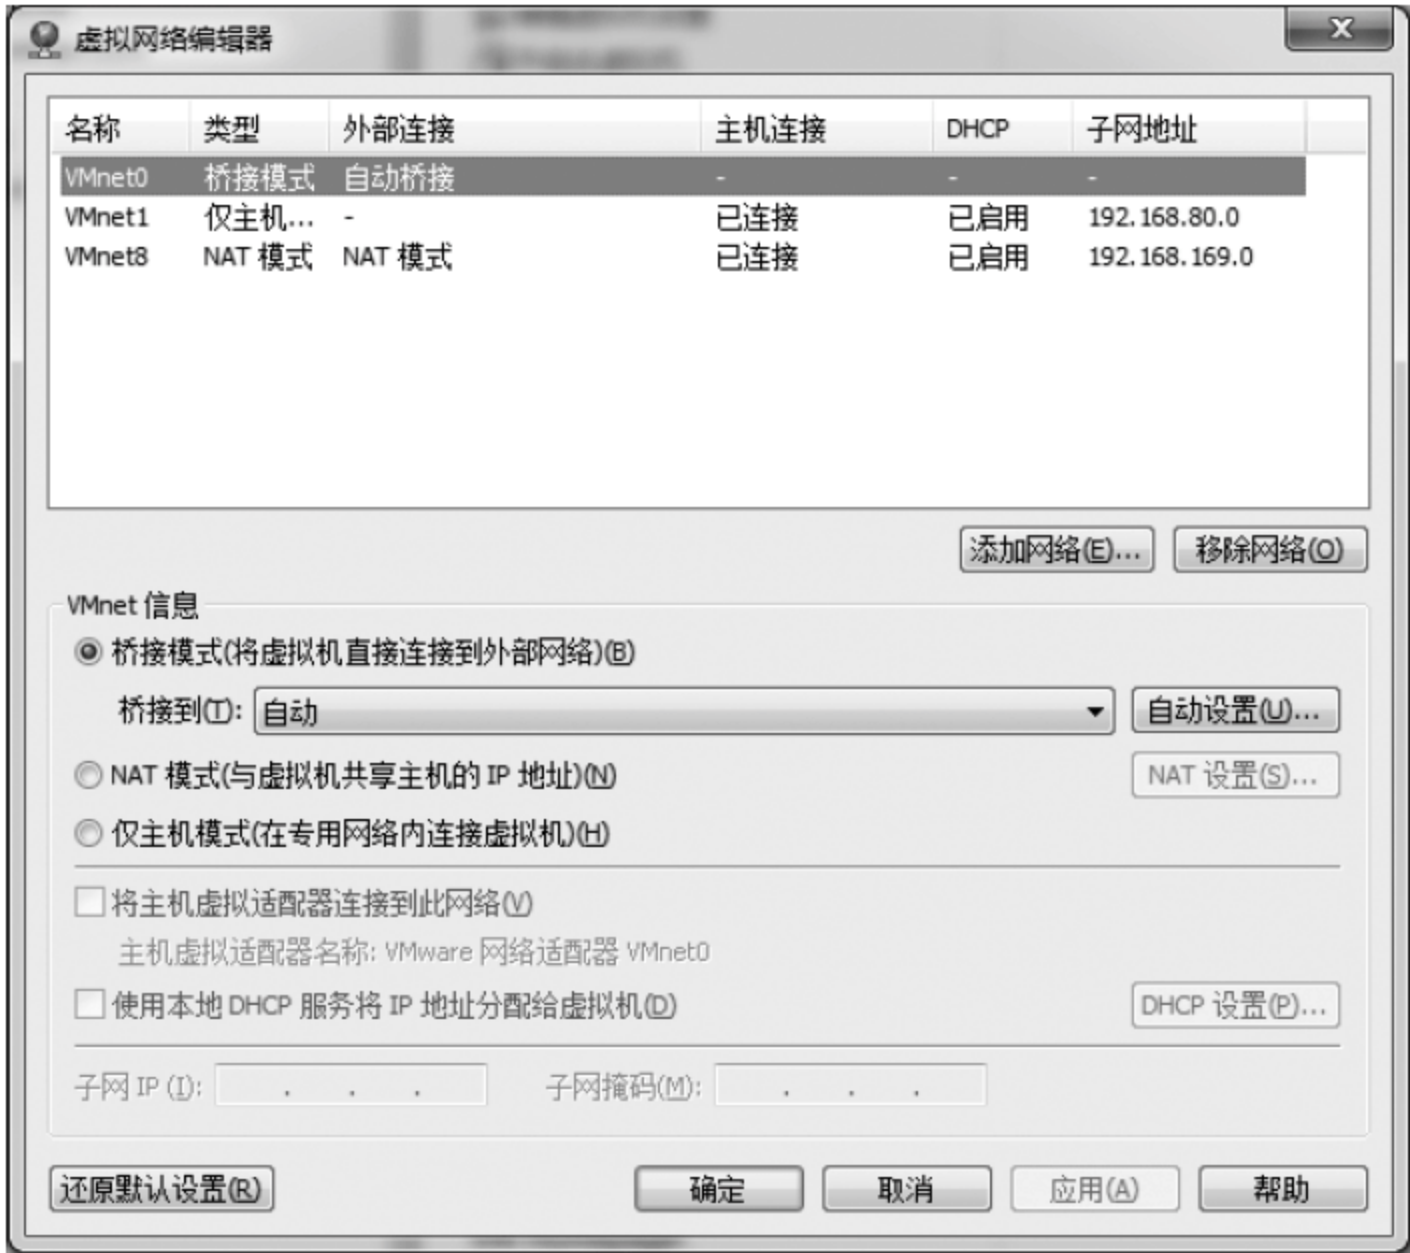 虚拟网络编辑器
名称 类型 外部连接 主机连接 DHCP 子网地址
VMnet0 桥接模式 自动桥接 - - -
VMnet1 仅主机... - 已连接 已启用 192.168.80.0
VMnet8 NAT 模式 NAT 模式 已连接 已启用 192.168.169.0
添加网络(E)... 移除网络(O)
VMnet 信息
桥接模式(将虚拟机直接连接到外部网络)(B)
桥接到(T): 自动 自动设置(U)...
NAT 模式(与虚拟机共享主机的 IP 地址)(N) NAT 设置(S)...
仅主机模式(在专用网络内连接虚拟机)(H)
将主机虚拟适配器连接到此网络(V)
主机虚拟适配器名称: VMware 网络适配器 VMnet0
使用本地 DHCP 服务将 IP 地址分配给虚拟机(D) DHCP 设置(P)...
子网 IP (I): . . . 子网掩码(M): . . .
还原默认设置(R) 确定 取消 应用(A) 帮助